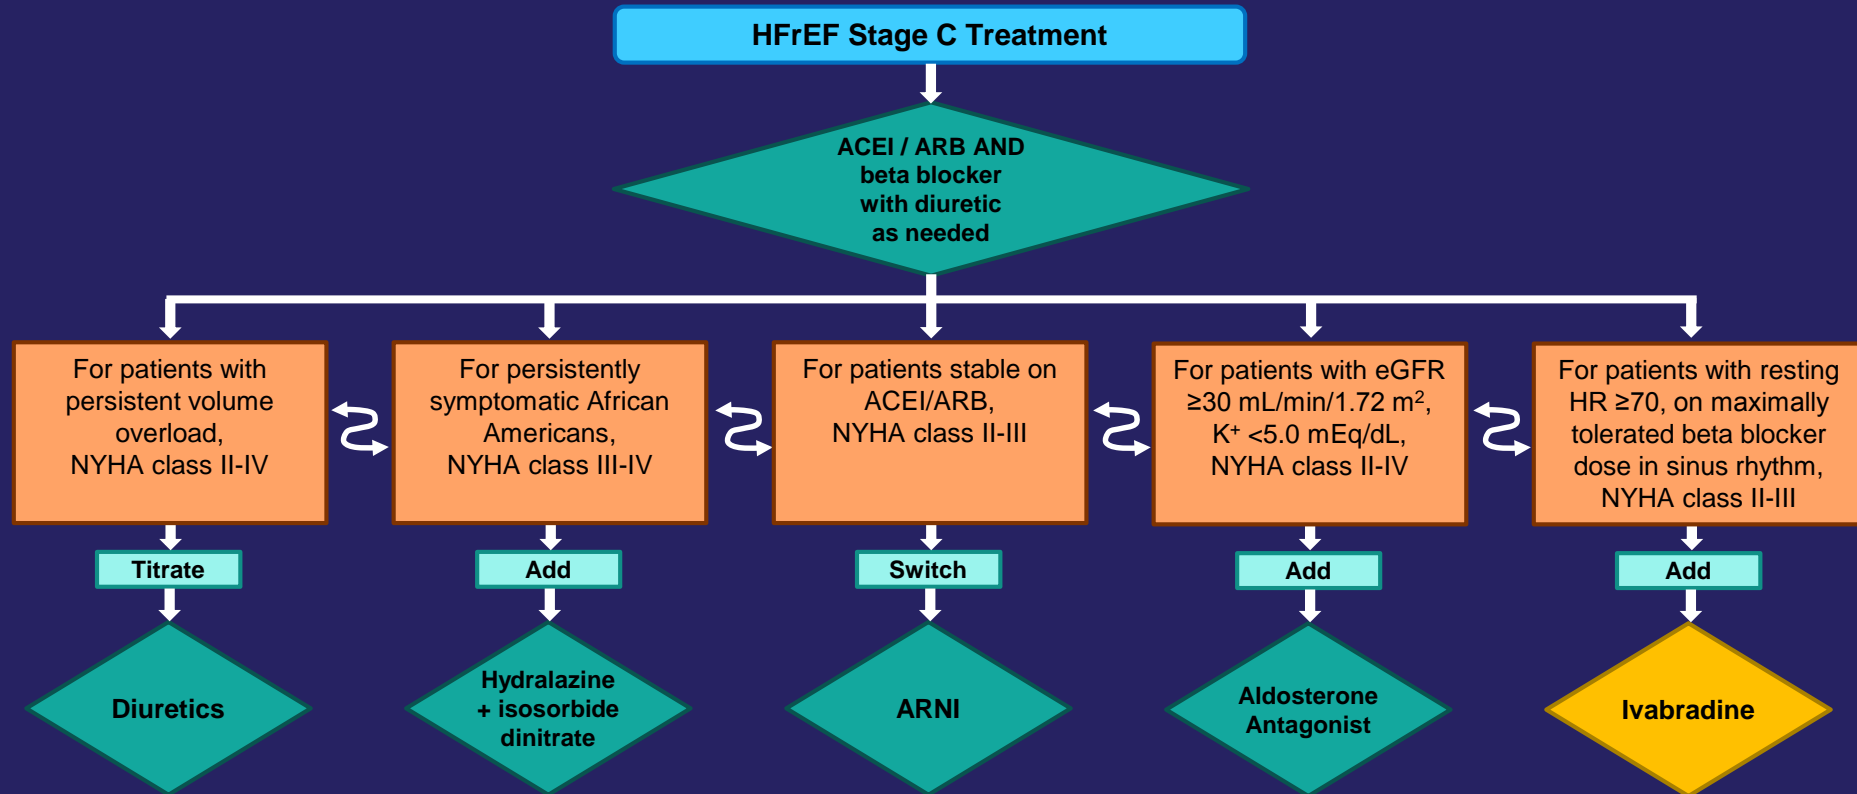 HFrEF Stage C Treatment
ACEI / ARB AND
beta blocker
with diuretic
as needed
For patients with
persistent volume
overload,
NYHA class II-IV
For persistently
symptomatic African
Americans,
NYHA class III-IV
For patients stable on
ACEI/ARB,
NYHA class II-III
For patients with eGFR
≥30 mL/min/1.72 m²,
K⁺ <5.0 mEq/dL,
NYHA class II-IV
For patients with resting
HR ≥70, on maximally
tolerated beta blocker
dose in sinus rhythm,
NYHA class II-III
Titrate
Add
Switch
Add
Add
Diuretics
Hydralazine
+ isosorbide
dinitrate
ARNI
Aldosterone
Antagonist
Ivabradine